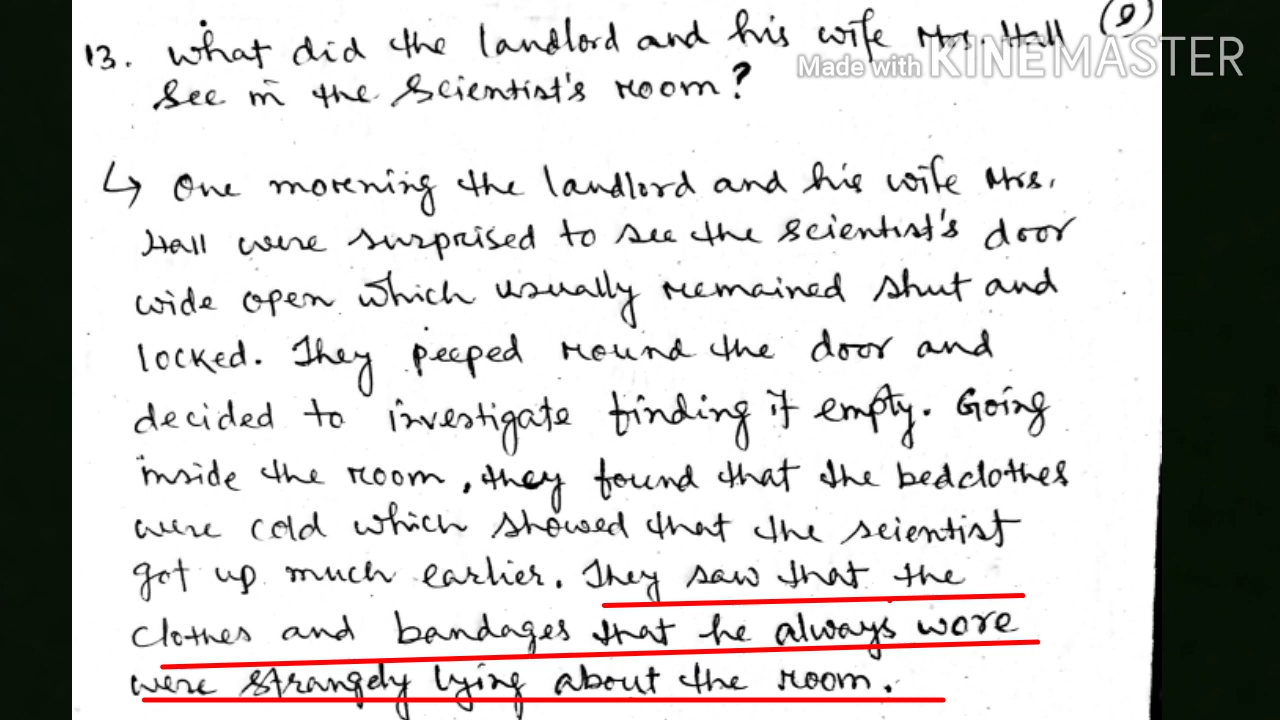 13. What did the landlord and his wife Mrs Hall (9)
Made with KINEMASTER
see in the scientist's room?
↳ One morening the landlord and his wife Mrs.
Hall were surprised to see the scientist's door
wide open which usually remained shut and
locked. They peeped round the door and
decided to investigate finding it empty. Going
inside the room, they found that the bedclothes
were cold which showed that the scientist
got up much earlier. They saw that the
clothes and bandages that he always wore
were strangely lying about the room.